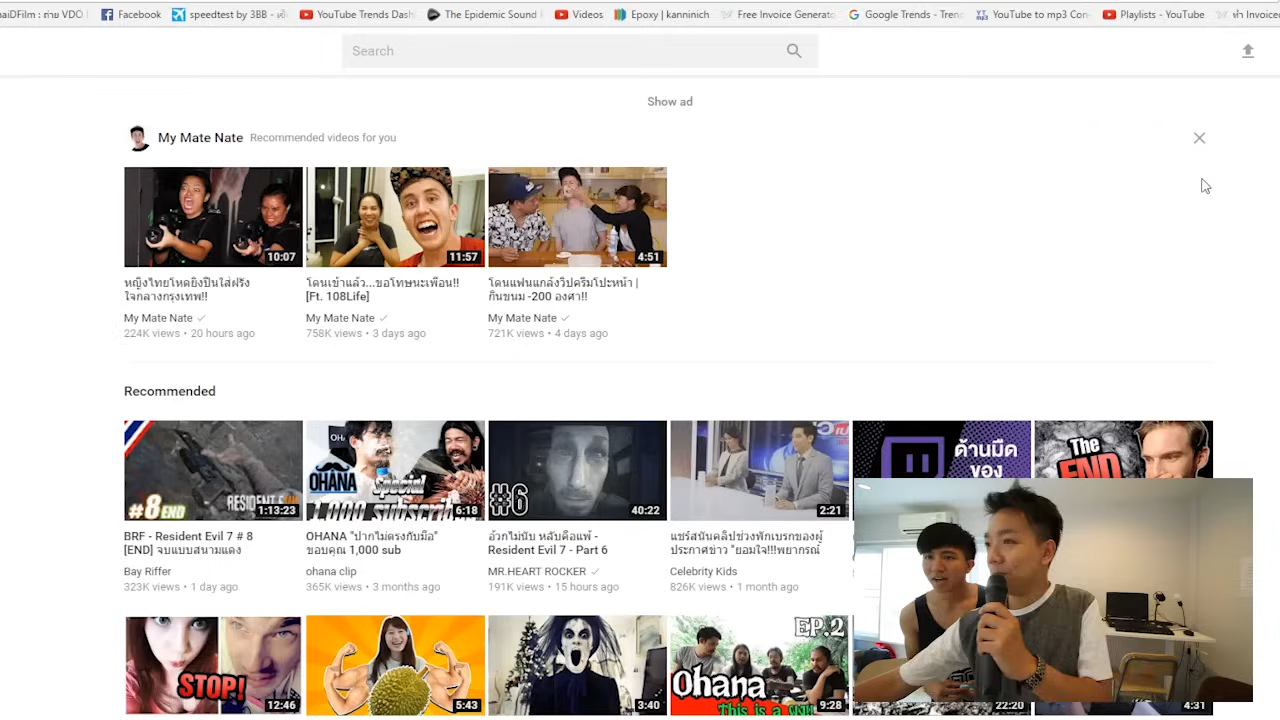 naiDFilm : ถ่าย VDO
Facebook
speedtest by 3BB - เช็
YouTube Trends Dash
The Epidemic Sound
Videos
Epoxy | kanninich
Free Invoice Generato
Google Trends - Tren
YouTube to mp3 Con
Playlists - YouTube
ทำ Invoice
Search
Show ad
My Mate Nate Recommended videos for you
10:07
11:57
4:51
หญิงไทยโหดยิงปืนใส่ฝรั่ง
ใจกลางกรุงเทพ!!
My Mate Nate
224K views • 20 hours ago
โดนเข้าแล้ว...ขอโทษนะเพื่อน!!
[Ft. 108Life]
My Mate Nate
758K views • 3 days ago
โดนแฟนแกล้งวิปครีมโปะหน้า |
กินขนม -200 องศา!!
My Mate Nate
721K views • 4 days ago
Recommended
#8 END
RESIDENT
1:13:23
OHANA
Special
1,000 subscrib
6:18
#6
40:22
2:21
ด้านมืด
ของ
The
END
BRF - Resident Evil 7 # 8
[END] จบแบบสนามแดง
Bay Riffer
323K views • 1 day ago
OHANA "ปากไม่ตรงกับมือ"
ขอบคุณ 1,000 sub
ohana clip
365K views • 3 months ago
อ้วกไม่นับ หลับคือแพ้ -
Resident Evil 7 - Part 6
MR.HEART ROCKER
191K views • 15 hours ago
แชร์สนั่นคลิปช่วงพักเบรกของผู้
ประกาศข่าว "ยอมใจ!!!พยากรณ์
Celebrity Kids
826K views • 1 month ago
STOP!
12:46
5:43
3:40
EP.2
Ohana
This is a ผงม
9:28
22:20
4:31